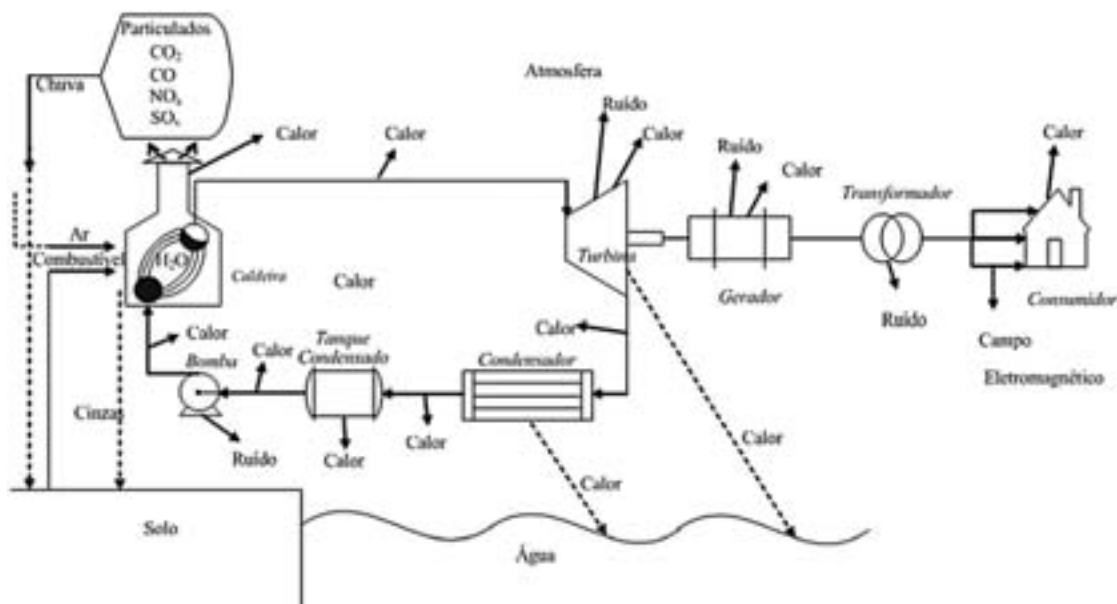 Particulados
CO₂
CO
NOₓ
SOₓ
Chuva
Atmosfera
Ruído
Calor
Calor
Calor
Ruído
Calor
Calor
Transformador
Ar
Combustível
H₂O
Caldeira
Turbina
Calor
Gerador
Consumidor
Ruído
Campo
Eletromagnético
Calor
Calor
Bomba
Calor
Tanque
Condensado
Condensador
Cinzas
Ruído
Calor
Calor
Calor
Calor
Solo
Água